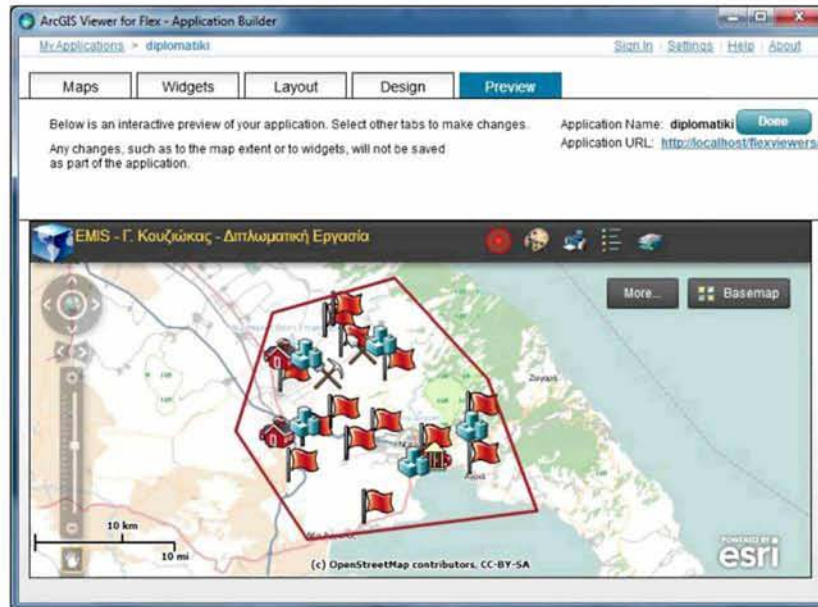 ArcGIS Viewer for Flex - Application Builder
My Applications > diplomatiki
Sign In Settings Help About
Maps Widgets Layout Design Preview
Below is an interactive preview of your application. Select other tabs to make changes.
Any changes, such as to the map extent or to widgets, will not be saved
as part of the application.
Application Name: diplomatiki Done
Application URL: http://localhost/flexviewers/
EMIS - Γ. Κουζιώκας - Διπλωματική Εργασία
More... Basemap
Ζαγορά
Αγριά
10 km
10 mi
(c) OpenStreetMap contributors, CC-BY-SA
POWERED BY
esri